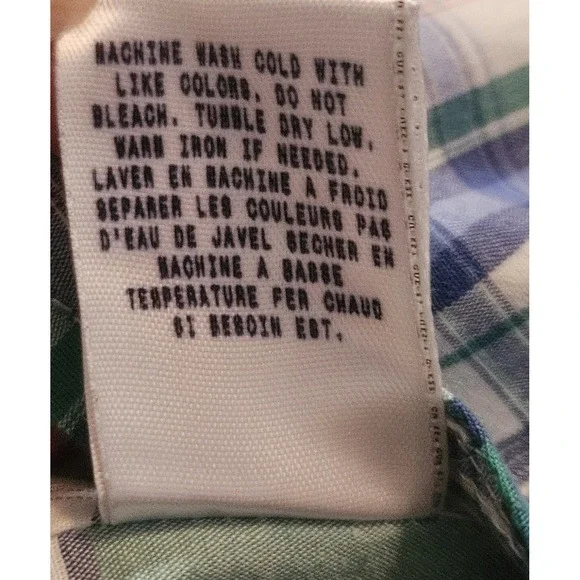 MACHINE WASH COLD WITH
LIKE COLORS. DO NOT
BLEACH. TUMBLE DRY LOW.
WARM IRON IF NEEDED.
LAVER EN MACHINE A FROID
SEPARER LES COULEURS PAS
D'EAU DE JAVEL SECHER EN
MACHINE A BASSE
TEMPERATURE FER CHAUD
SI BESOIN EST.